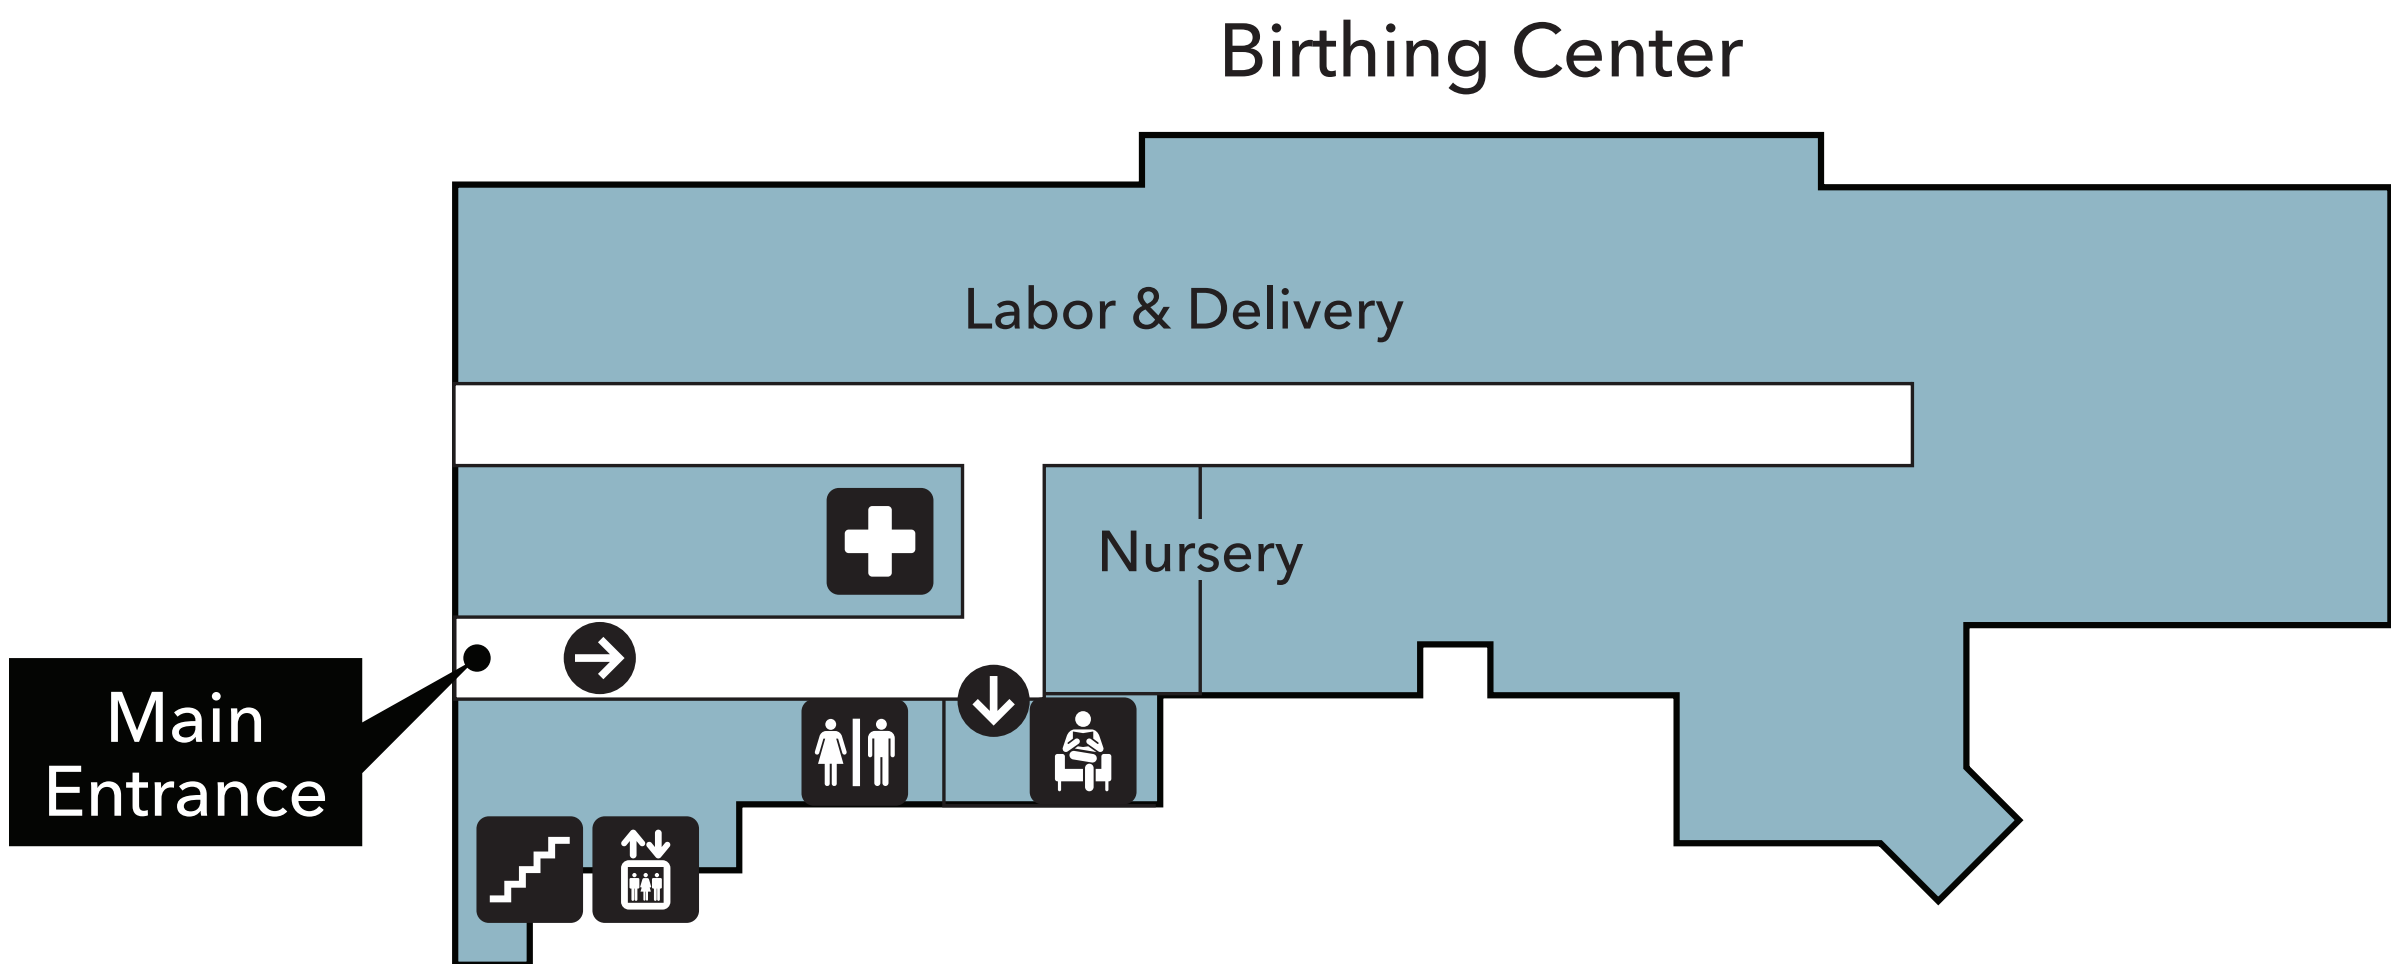 Birthing Center
Labor & Delivery
Nursery
Main
Entrance